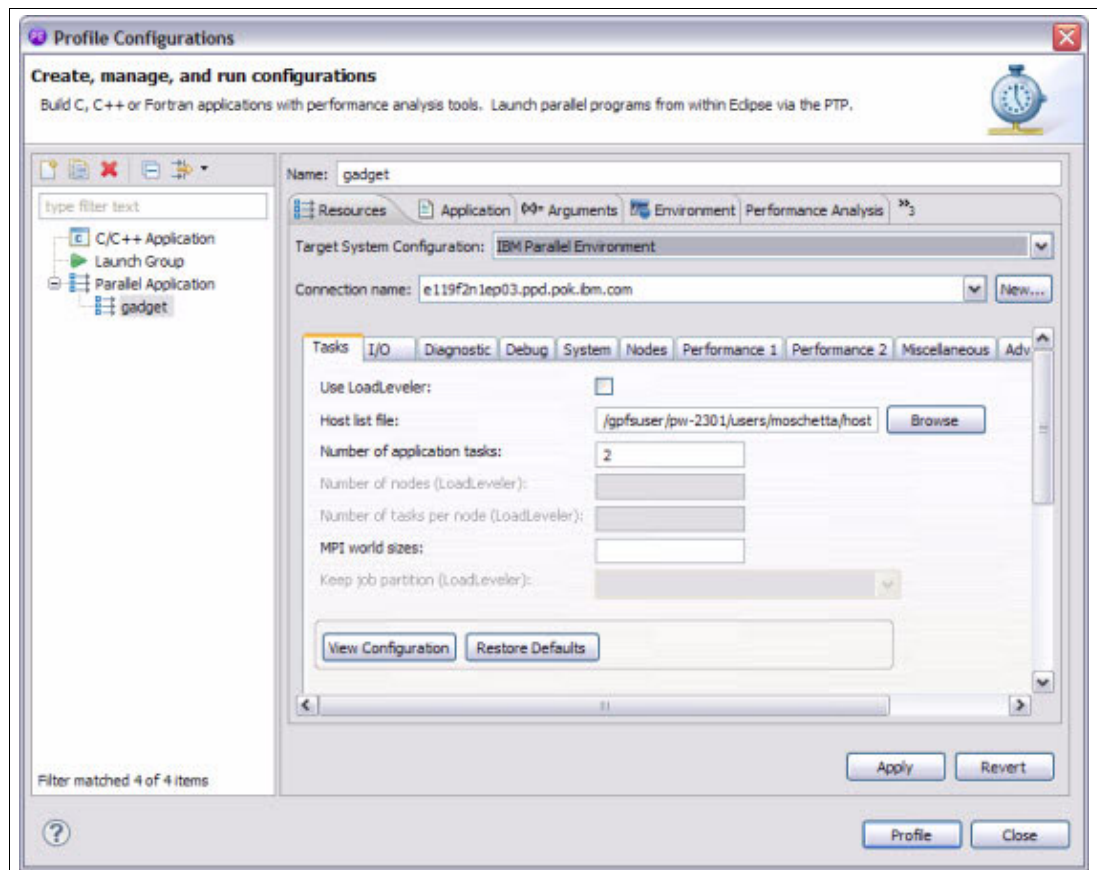 Profile Configurations
Create, manage, and run configurations
Build C, C++ or Fortran applications with performance analysis tools. Launch parallel programs from within Eclipse via the PTP.
type filter text
C/C++ Application
Launch Group
Parallel Application
gadget
Filter matched 4 of 4 items
Name: gadget
Resources Application Arguments Environment Performance Analysis »3
Target System Configuration: IBM Parallel Environment
Connection name: e119f2n1ep03.ppd.pok.ibm.com New...
Tasks I/O Diagnostic Debug System Nodes Performance 1 Performance 2 Miscellaneous Adv
Use LoadLeveler:
Host list file: /gpfsuser/pw-2301/users/moschetta/host Browse
Number of application tasks: 2
Number of nodes (LoadLeveler):
Number of tasks per node (LoadLeveler):
MPI world sizes:
Keep job partition (LoadLeveler):
View Configuration Restore Defaults
Apply Revert
Profile Close